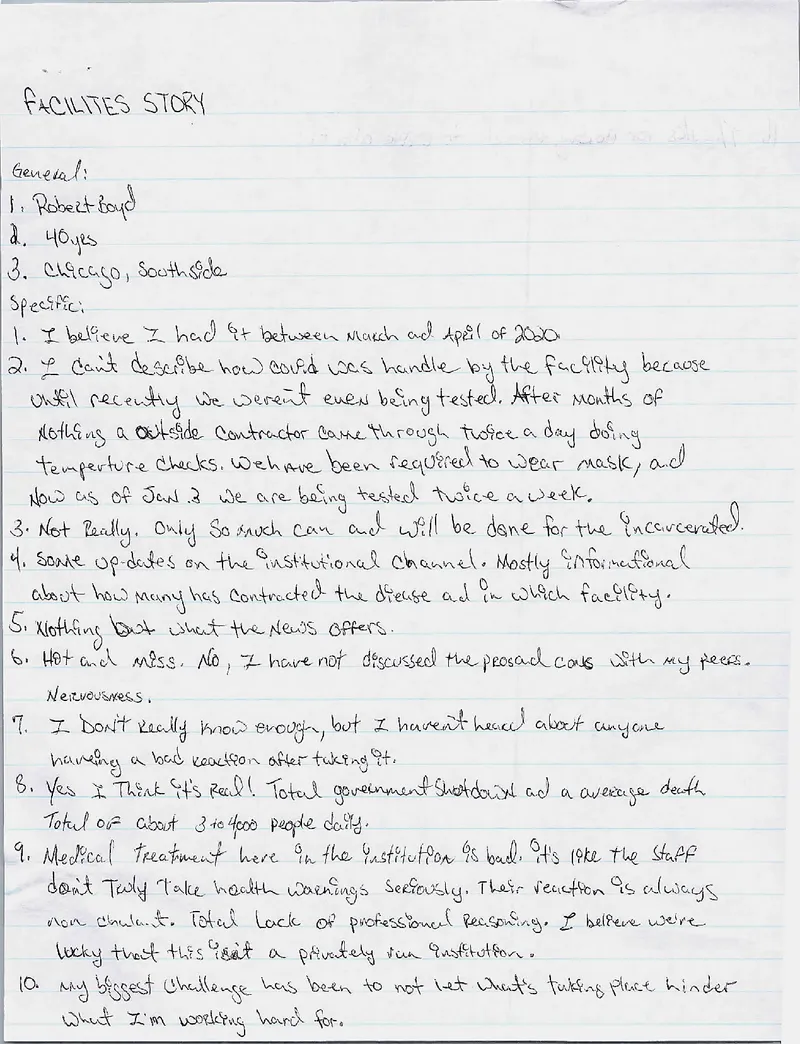 FACILITES STORY
General:
1. Robert Boyd
2. 40yes
3. Chicago, Southside
Specific:
1. I believe I had it between March ad April of 2020.
2. I can't describe how covid was handle by the facility because
until recently we weren't even being tested. After months of
Nothing a outside contractor came through twice a day doing
temperture checks. We have been required to wear mask, and
Now as of Jan 3 we are being tested twice a week.
3. Not Really. Only so much can and will be done for the incarcerated.
4. Some up-dates on the institutional channel. Mostly informational
about how many has contracted the diease ad in which facility.
5. Nothing but what the News offers.
6. Hot and miss. No, I have not discussed the pros ad cons with my peers.
Nervousness.
7. I Don't Really know enough, but I haven't heard about anyone
having a bad reaction after taking it.
8. Yes I Think it's Real! Total government shotdown ad a average death
Total of about 3 to 4000 people daily.
9. Medical Treatment here in the institution is bad. it's like the staff
don't Truly Take health warnings seriously. Their reaction is always
non chalant. Total Lack of professional Reasoning. I believe we're
lucky that this isn't a privately run institution.
10. My biggest challenge has been to not let what's taking place hinder
what I'm working hard for.